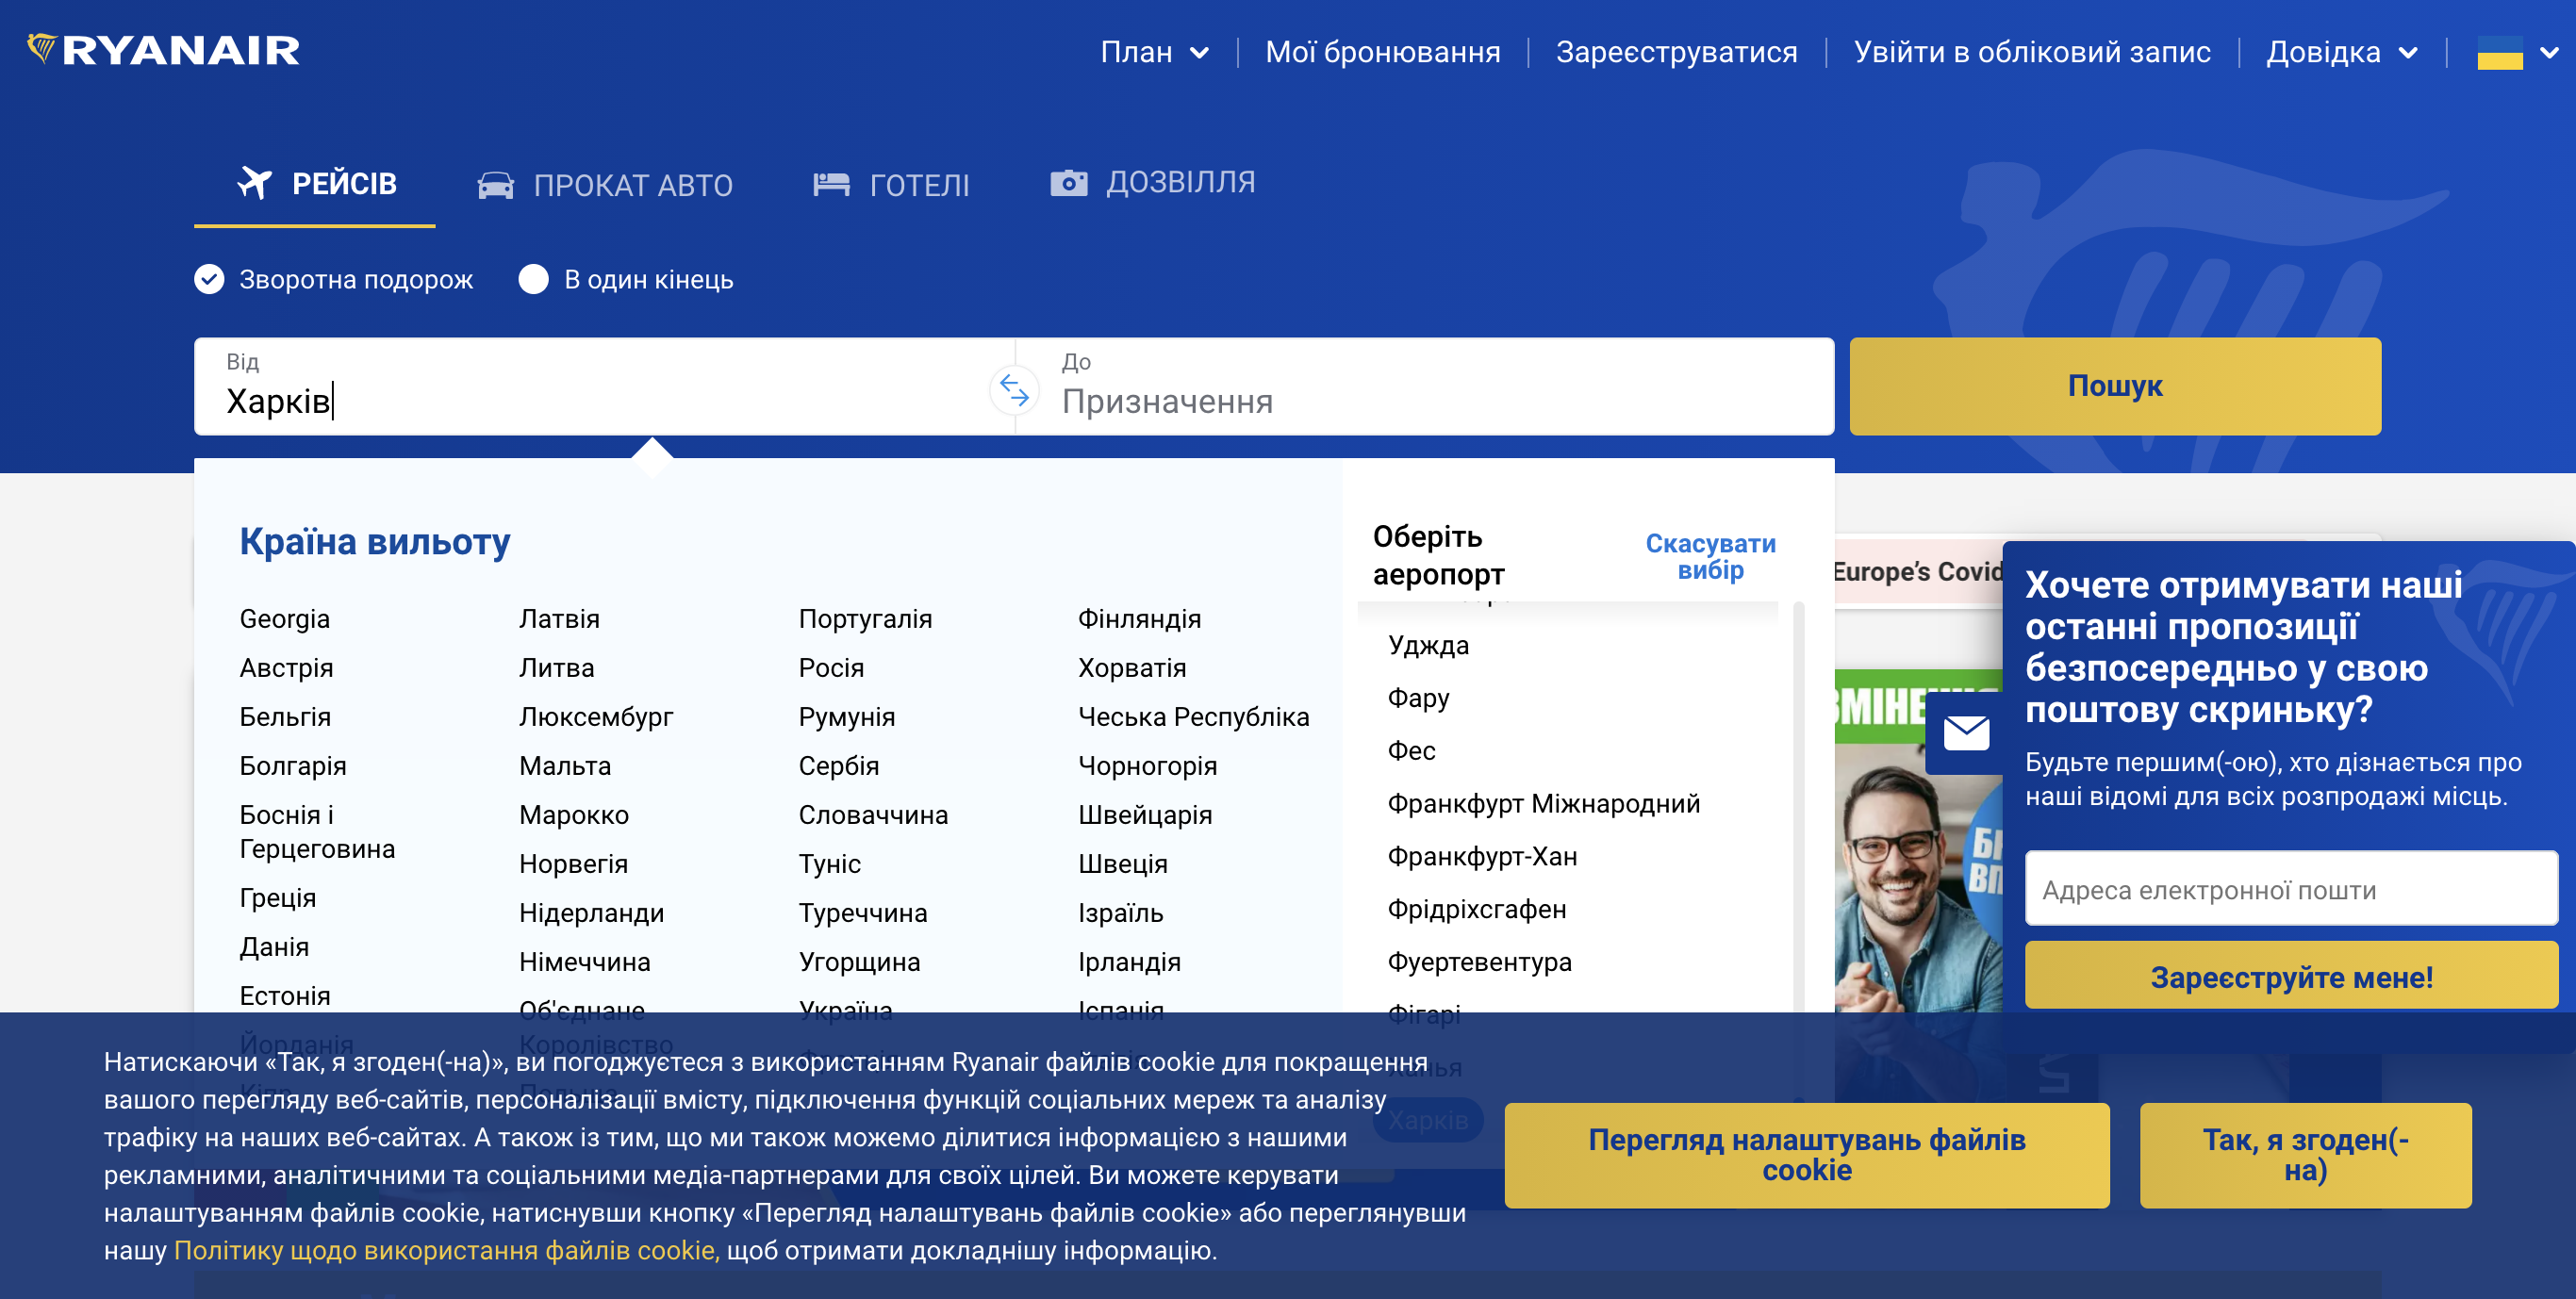 RYANAIR
План
Мої бронювання
Зареєструватися
Увійти в обліковий запис
Довідка
РЕЙСІВ
ПРОКАТ АВТО
ГОТЕЛІ
ДОЗВІЛЛЯ
Зворотна подорож
В один кінець
Від
Харків
До
Призначення
Пошук
Країна вильоту
Georgia
Австрія
Бельгія
Болгарія
Боснія і
Герцеговина
Греція
Данія
Естонія
Йорданія
Кіпр
Латвія
Литва
Люксембург
Мальта
Марокко
Норвегія
Нідерланди
Німеччина
Об'єднане
Королівство
Португалія
Росія
Румунія
Сербія
Словаччина
Туніс
Туреччина
Угорщина
Україна
Фінляндія
Хорватія
Чеська Республіка
Чорногорія
Швейцарія
Швеція
Ізраїль
Ірландія
Іспанія
Оберіть
аеропорт
Скасувати
вибір
Уджда
Фару
Фес
Франкфурт Міжнародний
Франкфурт-Хан
Фрідріхсгафен
Фуертевентура
Фігарі
Ханья
Харків
Europe's Covid
Хочете отримувати наші
останні пропозиції
безпосередньо у свою
поштову скриньку?
Будьте першим(-ою), хто дізнається про
наші відомі для всіх розпродажі місць.
Адреса електронної пошти
Зареєструйте мене!
Натискаючи «Так, я згоден(-на)», ви погоджуєтеся з використанням Ryanair файлів cookie для покращення
вашого перегляду веб-сайтів, персоналізації вмісту, підключення функцій соціальних мереж та аналізу
трафіку на наших веб-сайтах. А також із тим, що ми також можемо ділитися інформацією з нашими
рекламними, аналітичними та соціальними медіа-партнерами для своїх цілей. Ви можете керувати
налаштуванням файлів cookie, натиснувши кнопку «Перегляд налаштувань файлів cookie» або переглянувши
нашу Політику щодо використання файлів cookie, щоб отримати докладнішу інформацію.
Перегляд налаштувань файлів
cookie
Так, я згоден(-
на)